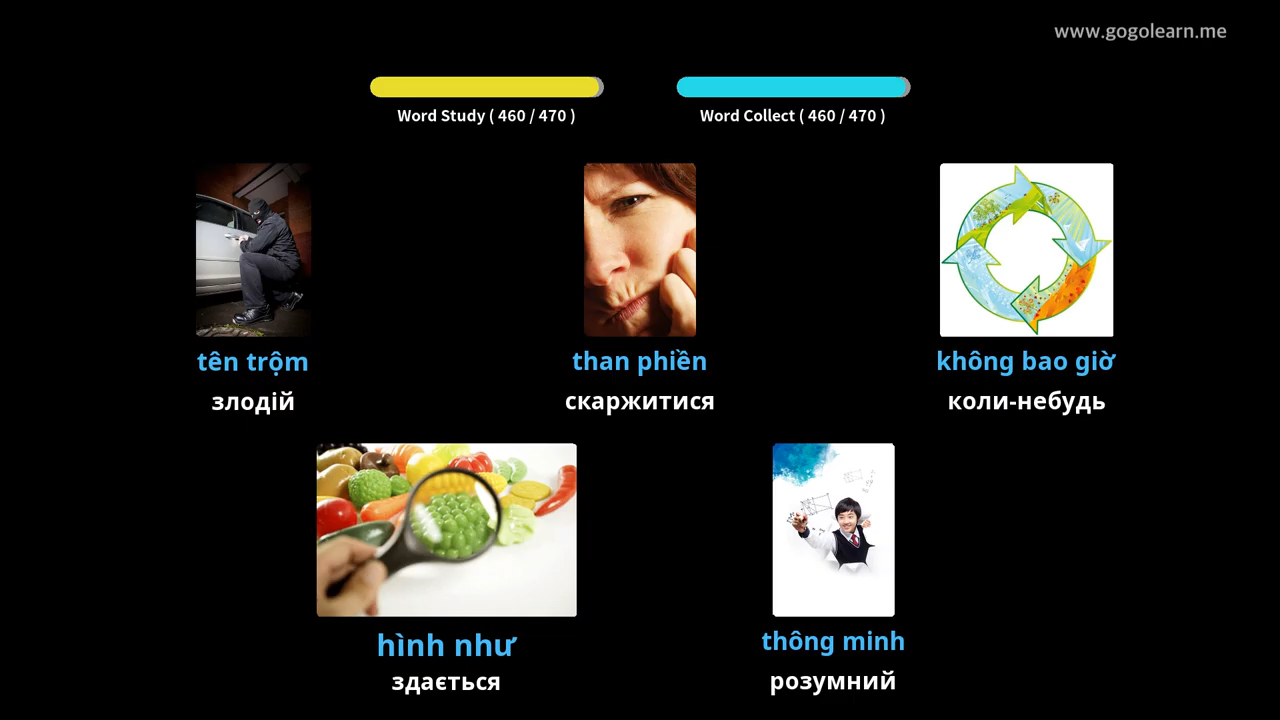 www.gogolearn.me
Word Study ( 460 / 470 )
Word Collect ( 460 / 470 )
tên trộm
злодій
than phiền
скаржитися
không bao giờ
коли-небудь
hình như
здається
thông minh
розумний